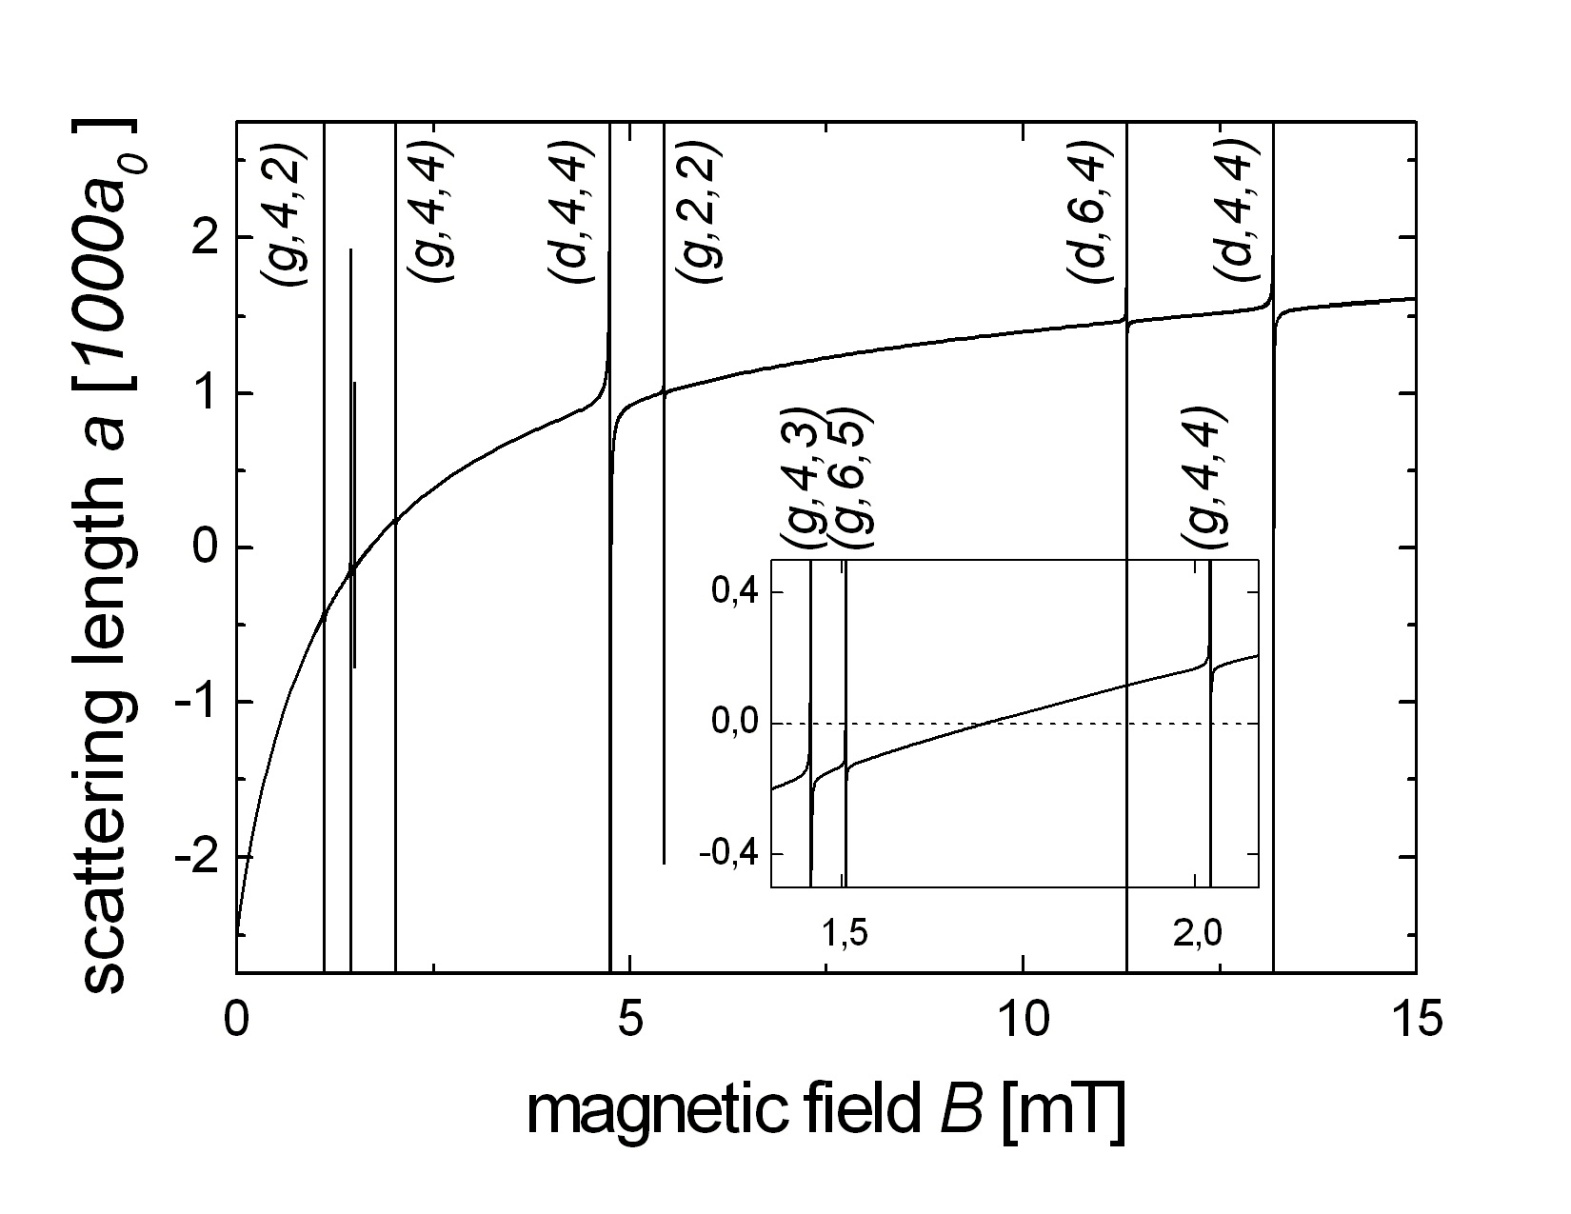 scattering length a [1000a0]
2
1
0
-1
-2
(g,4,2)
(g,4,4)
(d,4,4)
(g,2,2)
(d,6,4)
(d,4,4)
(g,4,3)
(g,6,5)
(g,4,4)
0,4
0,0
-0,4
1,5
2,0
0
5
10
15
magnetic field B [mT]